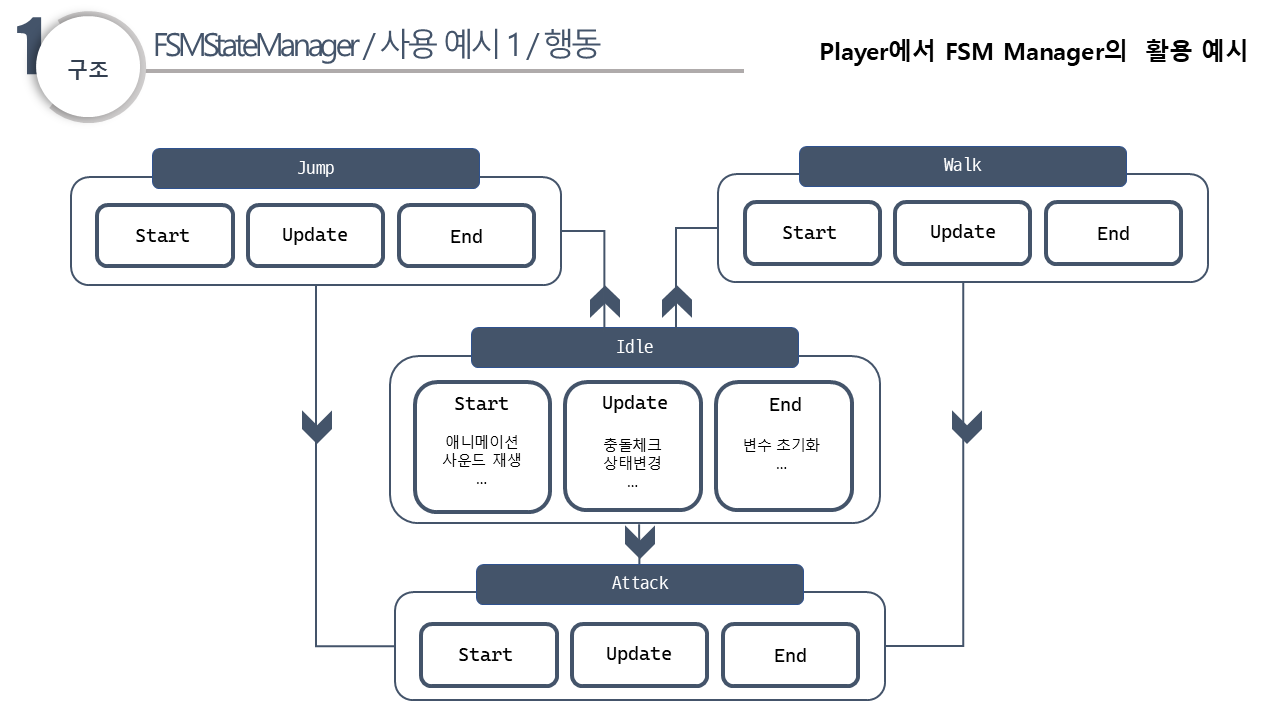 1
구조
FSMStateManager / 사용 예시 1 / 행동
Player에서 FSM Manager의 활용 예시
Jump
Start
Update
End
Walk
Start
Update
End
Idle
Start
애니메이션
사운드 재생
...
Update
충돌체크
상태변경
...
End
변수 초기화
...
Attack
Start
Update
End